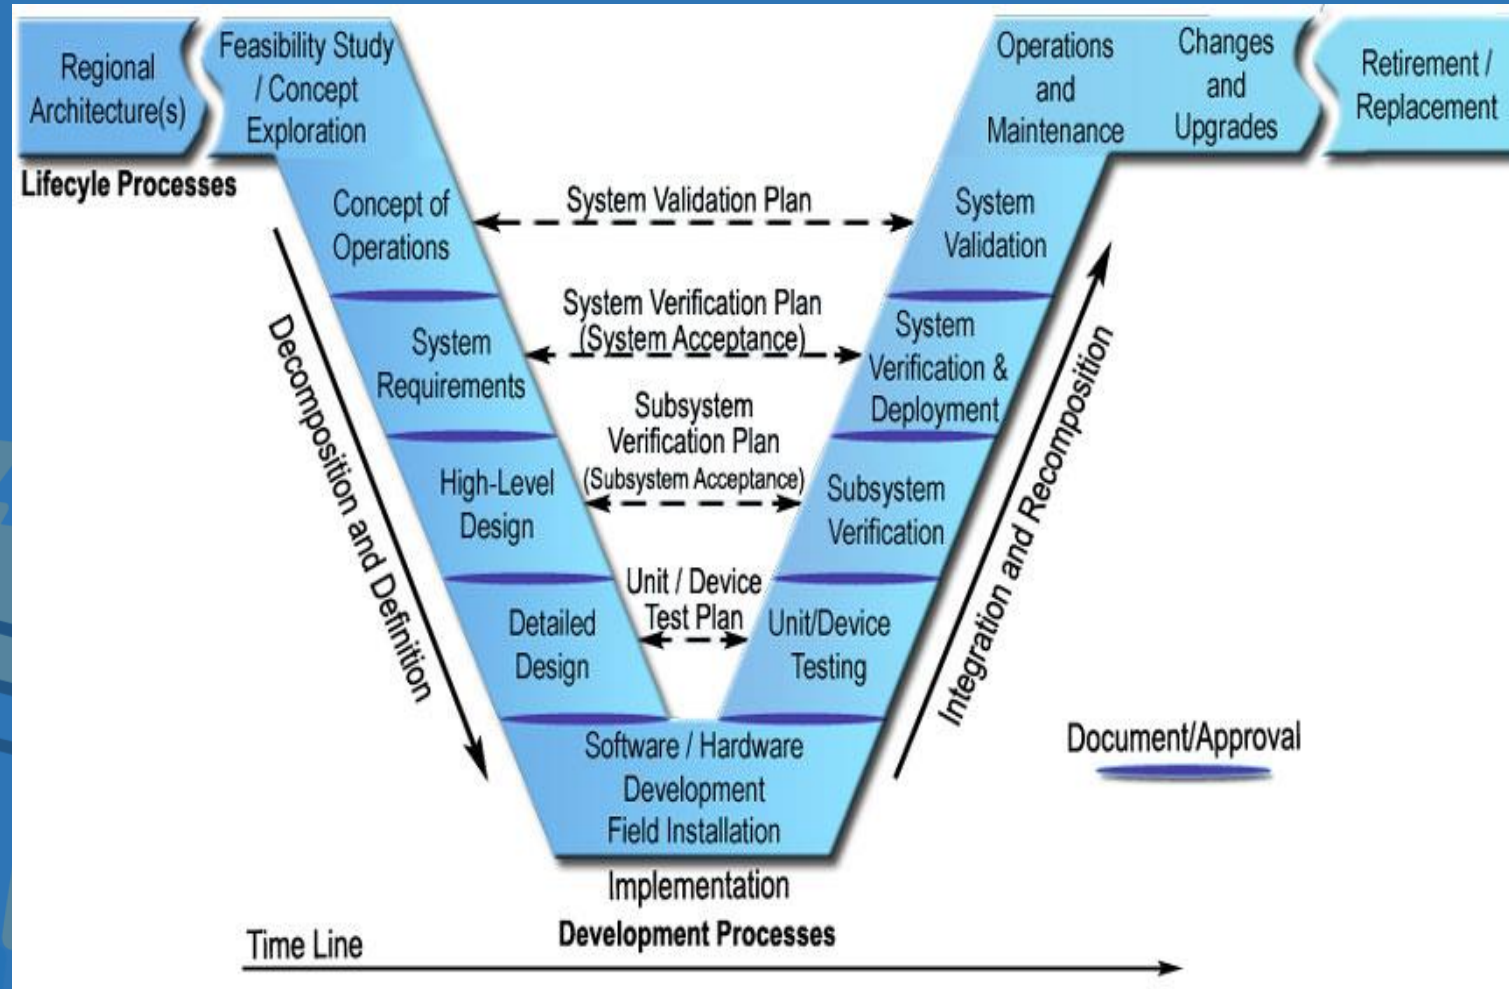 Regional
Architecture(s)
Feasibility Study
/ Concept
Exploration
Operations
and
Maintenance
Changes
and
Upgrades
Retirement /
Replacement
Lifecyle Processes
Concept of
Operations
System Validation Plan
System
Validation
System Verification Plan
(System Acceptance)
System
Requirements
System
Verification &
Deployment
Decomposition and Definition
Integration and Recomposition
Subsystem
Verification Plan
(Subsystem Acceptance)
High-Level
Design
Subsystem
Verification
Unit / Device
Test Plan
Detailed
Design
Unit/Device
Testing
Software / Hardware
Development
Field Installation
Document/Approval
Implementation
Development Processes
Time Line